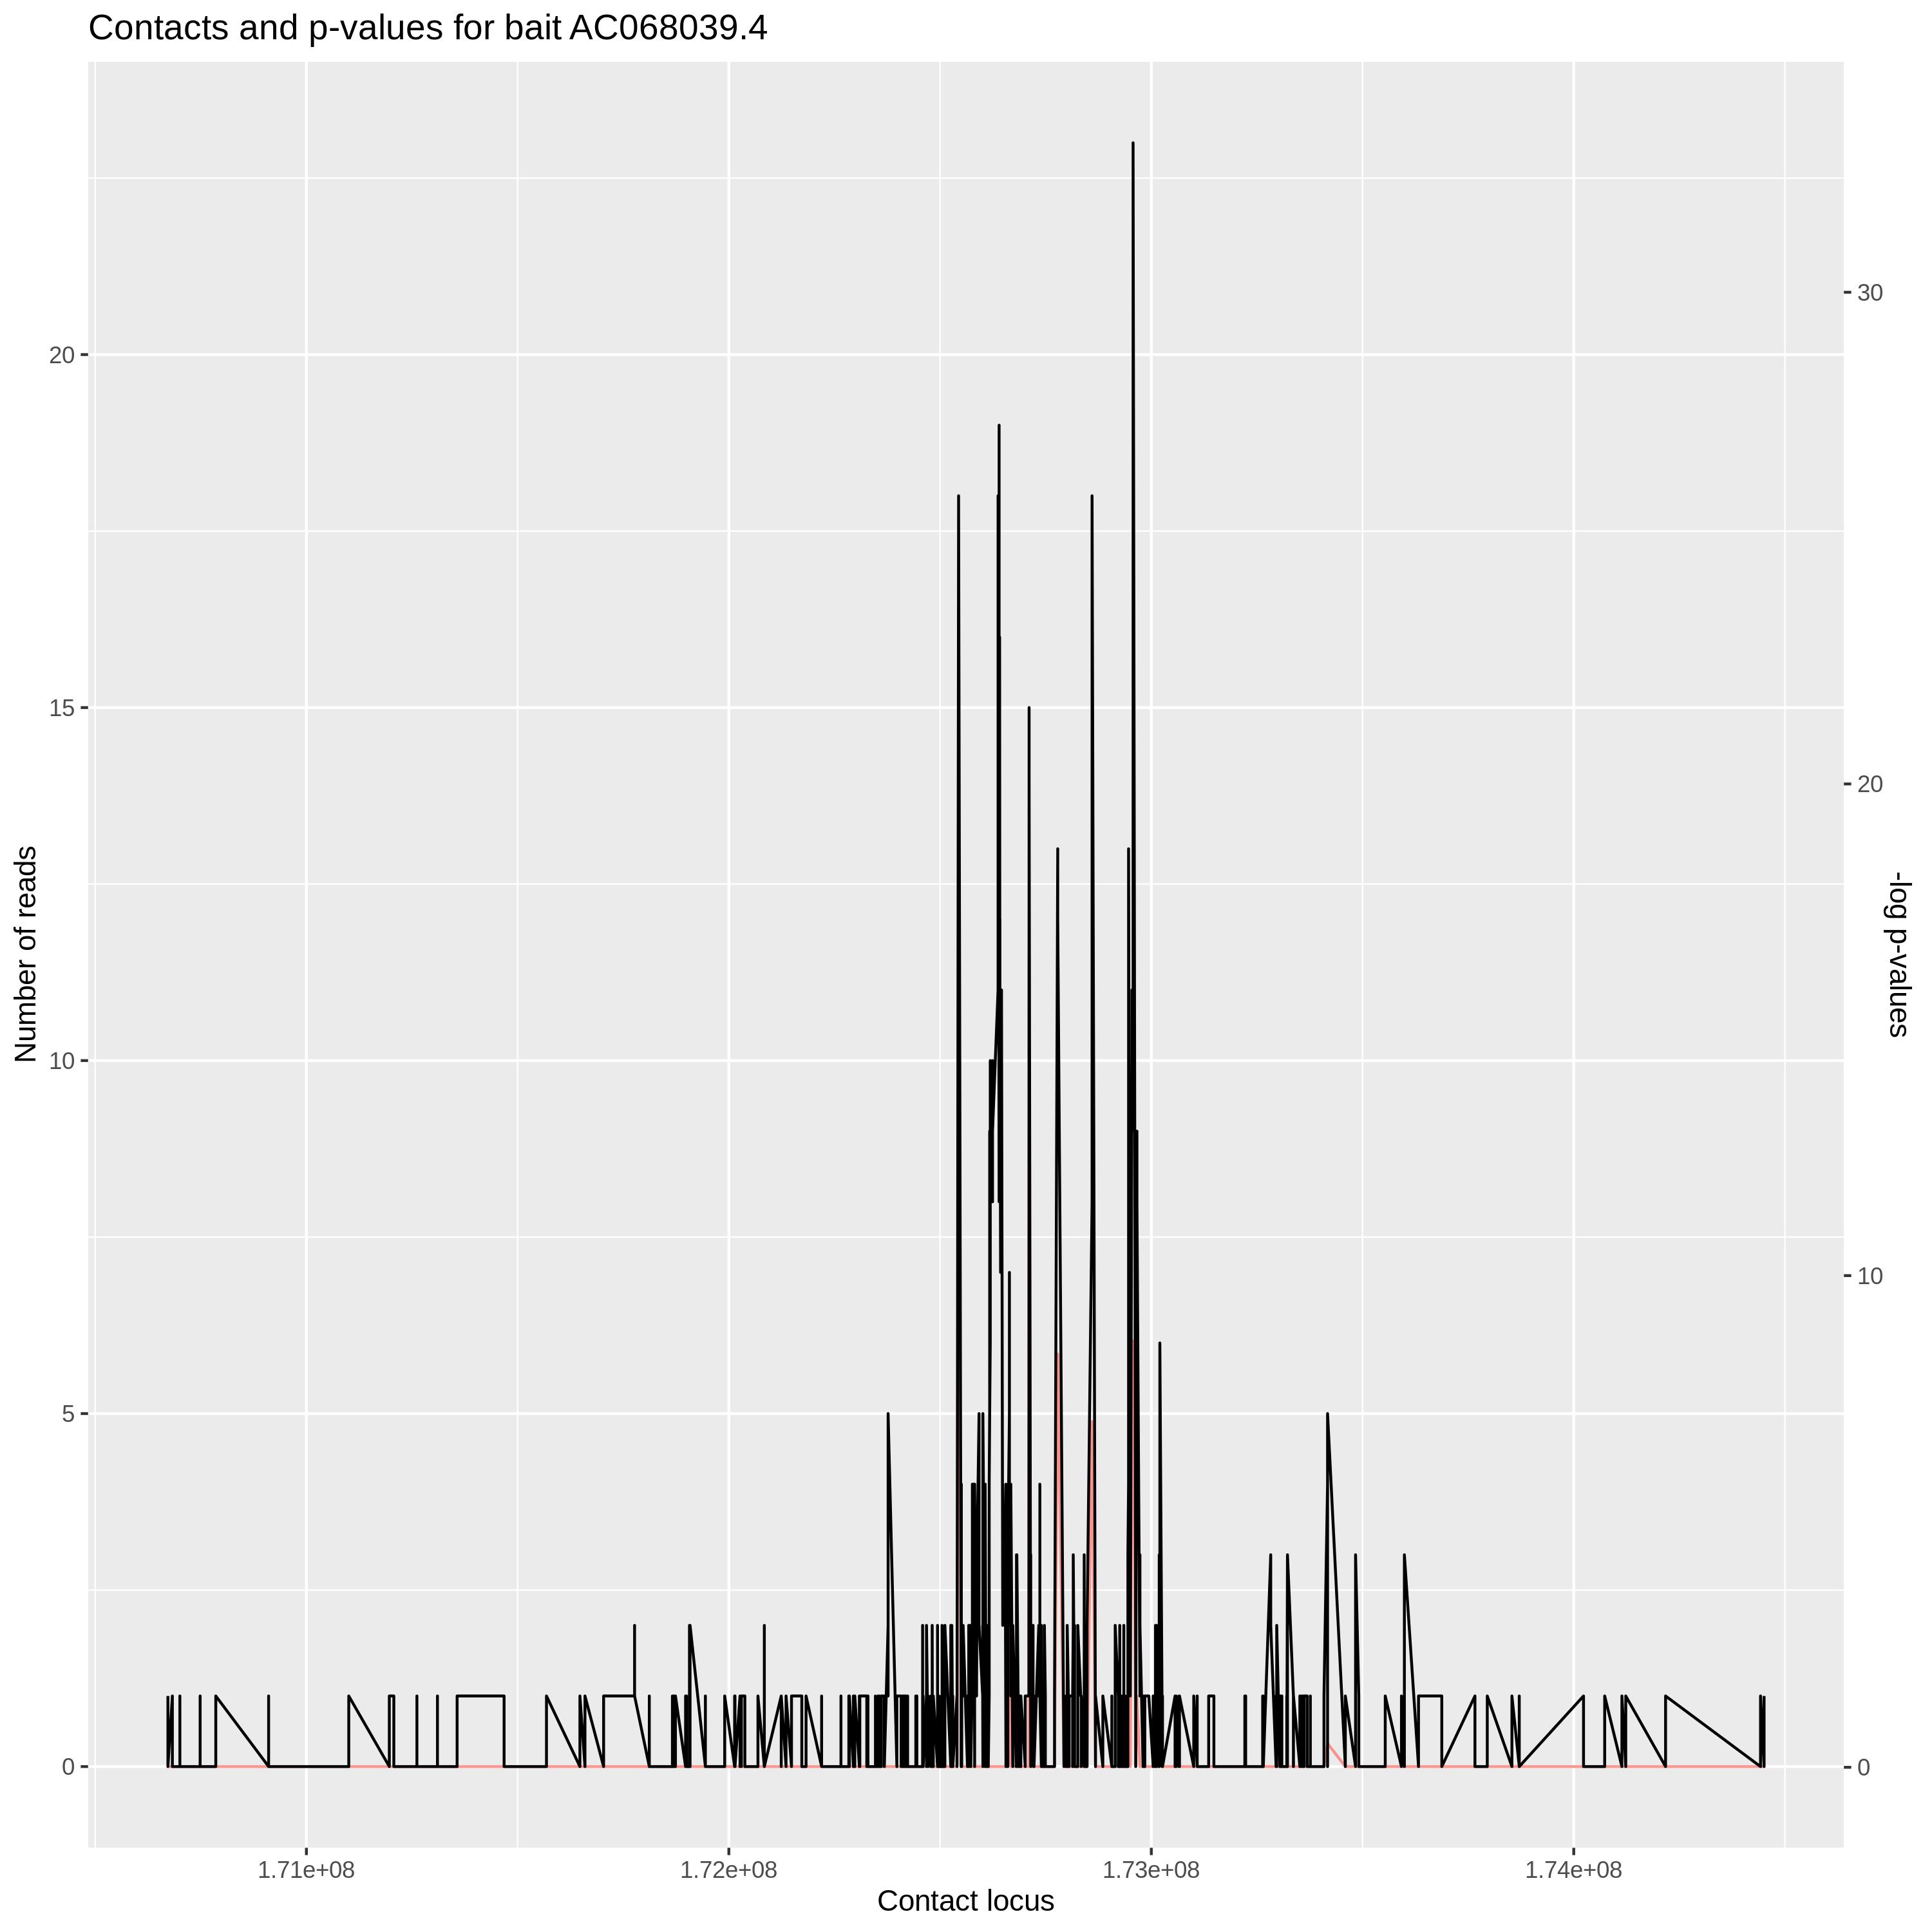 Contacts and p-values for bait AC068039.4
Number of reads
20
15
10
5
0
30
20
10
0
-log p-values
1.71e+08 1.72e+08 1.73e+08 1.74e+08
Contact locus